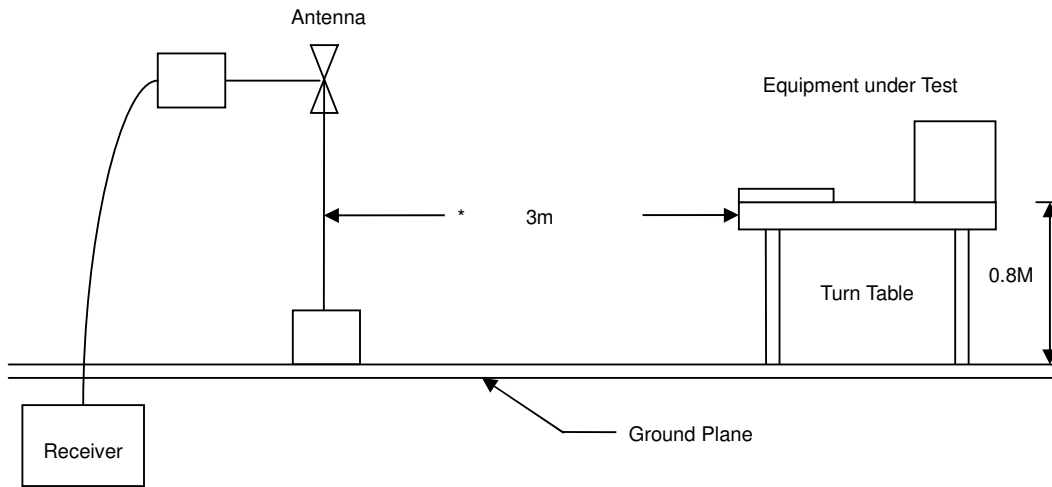 Antenna
Equipment under Test
* 3m
0.8M
Turn Table
Ground Plane
Receiver